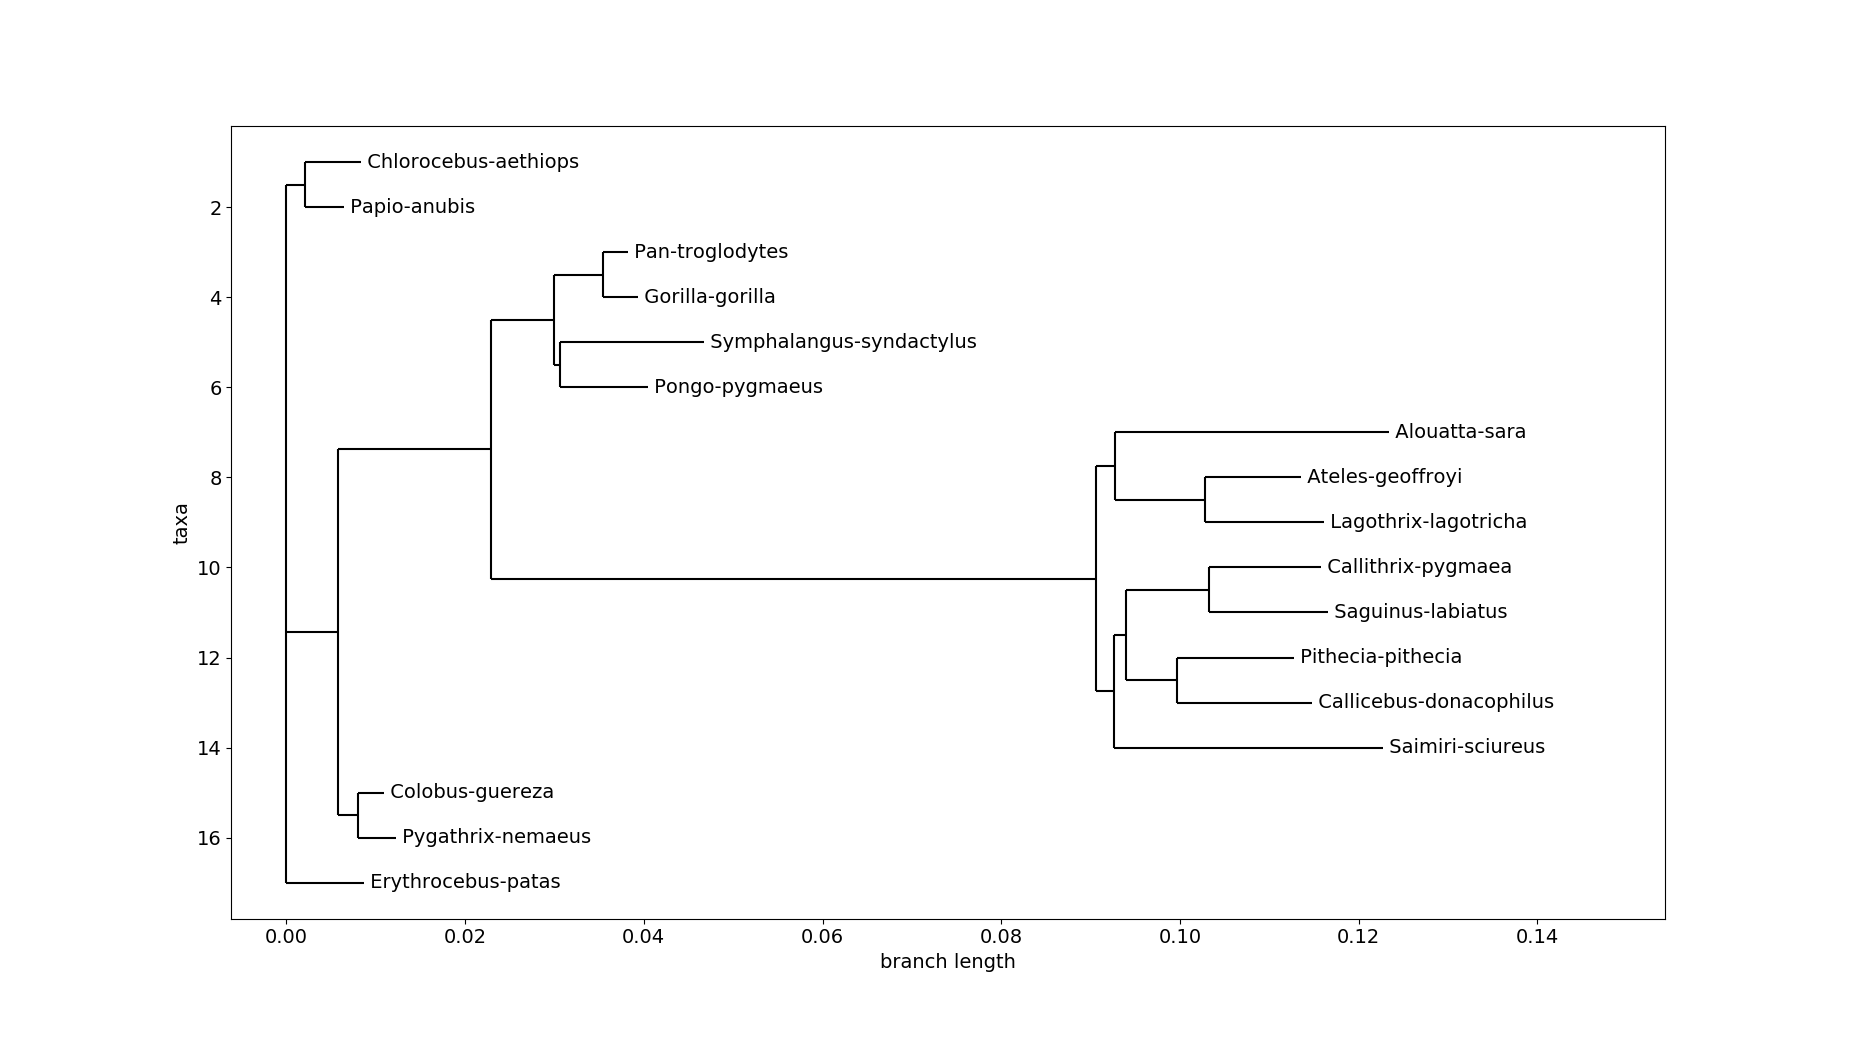 Chlorocebus-aethiops
2
Papio-anubis
Pan-troglodytes
4
Gorilla-gorilla
Symphalangus-syndactylus
6
Pongo-pygmaeus
Alouatta-sara
8
Ateles-geoffroyi
taxa
Lagothrix-lagotricha
10
Callithrix-pygmaea
Saguinus-labiatus
12
Pithecia-pithecia
Callicebus-donacophilus
14
Saimiri-sciureus
Colobus-guereza
16
Pygathrix-nemaeus
Erythrocebus-patas
0.00 0.02 0.04 0.06 0.08 0.10 0.12 0.14
branch length